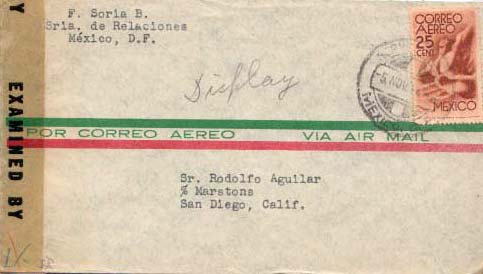 F. Soria B.
Sria. de Relaciones
México, D.F.
CORREO
AEREO
25
CENT
MEXICO
Display
POR CORREO AEREO VIA AIR MAIL
Sr. Rodolfo Aguilar
% Marstons
San Diego, Calif.
EXAMINED BY